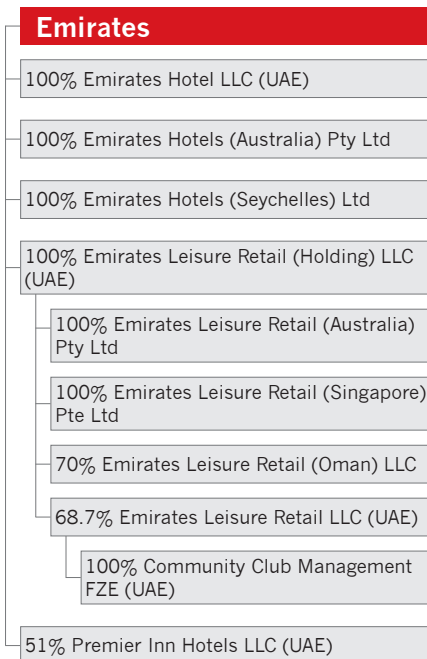 Emirates
100% Emirates Hotel LLC (UAE)
100% Emirates Hotels (Australia) Pty Ltd
100% Emirates Hotels (Seychelles) Ltd
100% Emirates Leisure Retail (Holding) LLC
(UAE)
100% Emirates Leisure Retail (Australia)
Pty Ltd
100% Emirates Leisure Retail (Singapore)
Pte Ltd
70% Emirates Leisure Retail (Oman) LLC
68.7% Emirates Leisure Retail LLC (UAE)
100% Community Club Management
FZE (UAE)
51% Premier Inn Hotels LLC (UAE)